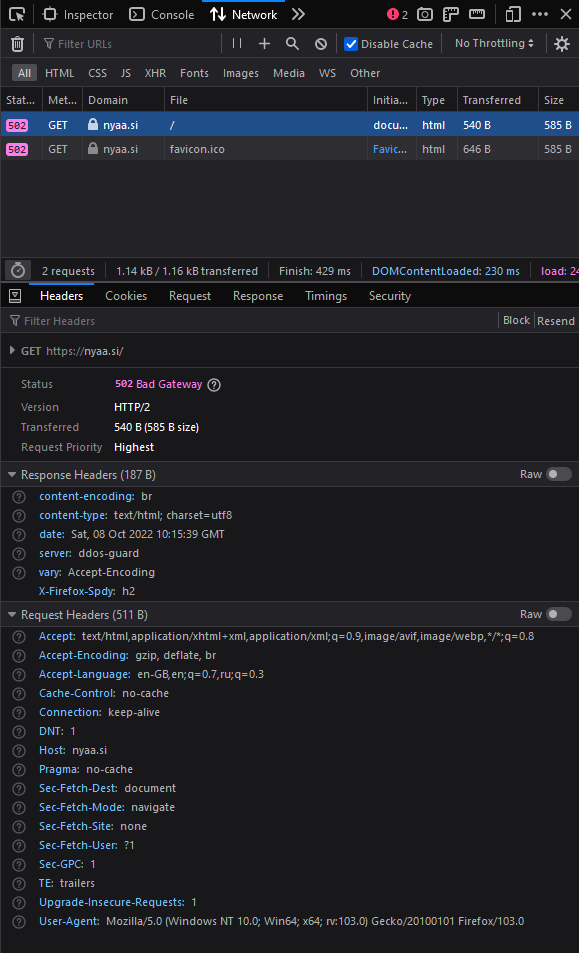 Inspector Console Network 2
Filter URLs Disable Cache No Throttling
All HTML CSS JS XHR Fonts Images Media WS Other
Stat... Met... Domain File Initia... Type Transferred Size
502 GET nyaa.si / docu... html 540 B 585 B
502 GET nyaa.si favicon.ico Favic... html 646 B 585 B
2 requests 1.14 kB / 1.16 kB transferred Finish: 429 ms DOMContentLoaded: 230 ms load: 24
Headers Cookies Request Response Timings Security
Filter Headers Block Resend
GET https://nyaa.si/
Status 502 Bad Gateway
Version HTTP/2
Transferred 540 B (585 B size)
Request Priority Highest
Response Headers (187 B) Raw
content-encoding: br
content-type: text/html; charset=utf8
date: Sat, 08 Oct 2022 10:15:39 GMT
server: ddos-guard
vary: Accept-Encoding
X-Firefox-Spdy: h2
Request Headers (511 B) Raw
Accept: text/html,application/xhtml+xml,application/xml;q=0.9,image/avif,image/webp,*/*;q=0.8
Accept-Encoding: gzip, deflate, br
Accept-Language: en-GB,en;q=0.7,ru;q=0.3
Cache-Control: no-cache
Connection: keep-alive
DNT: 1
Host: nyaa.si
Pragma: no-cache
Sec-Fetch-Dest: document
Sec-Fetch-Mode: navigate
Sec-Fetch-Site: none
Sec-Fetch-User: ?1
Sec-GPC: 1
TE: trailers
Upgrade-Insecure-Requests: 1
User-Agent: Mozilla/5.0 (Windows NT 10.0; Win64; x64; rv:103.0) Gecko/20100101 Firefox/103.0